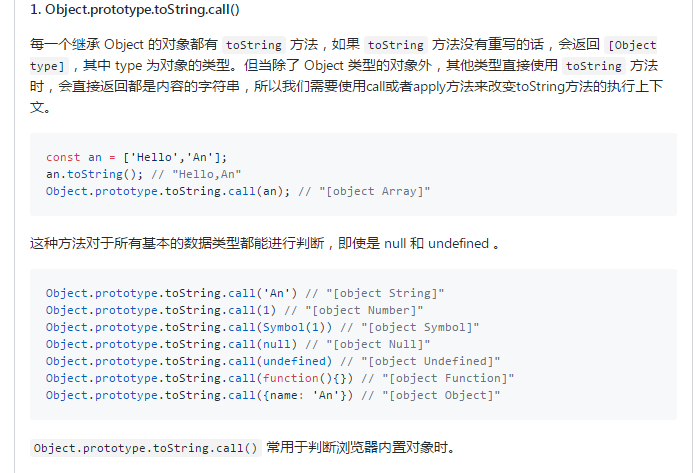 1. Object.prototype.toString.call()
每一个继承 Object 的对象都有 toString 方法，如果 toString 方法没有重写的话，会返回 [Object
type]，其中 type 为对象的类型。但当除了 Object 类型的对象外，其他类型直接使用 toString 方法
时，会直接返回都是内容的字符串，所以我们需要使用call或者apply方法来改变toString方法的执行上下
文。
const an = ['Hello','An'];
an.toString(); // "Hello,An"
Object.prototype.toString.call(an); // "[object Array]"
这种方法对于所有基本的数据类型都能进行判断，即使是 null 和 undefined 。
Object.prototype.toString.call('An') // "[object String]"
Object.prototype.toString.call(1) // "[object Number]"
Object.prototype.toString.call(Symbol(1)) // "[object Symbol]"
Object.prototype.toString.call(null) // "[object Null]"
Object.prototype.toString.call(undefined) // "[object Undefined]"
Object.prototype.toString.call(function(){}) // "[object Function]"
Object.prototype.toString.call({name: 'An'}) // "[object Object]"
Object.prototype.toString.call() 常用于判断浏览器内置对象时。